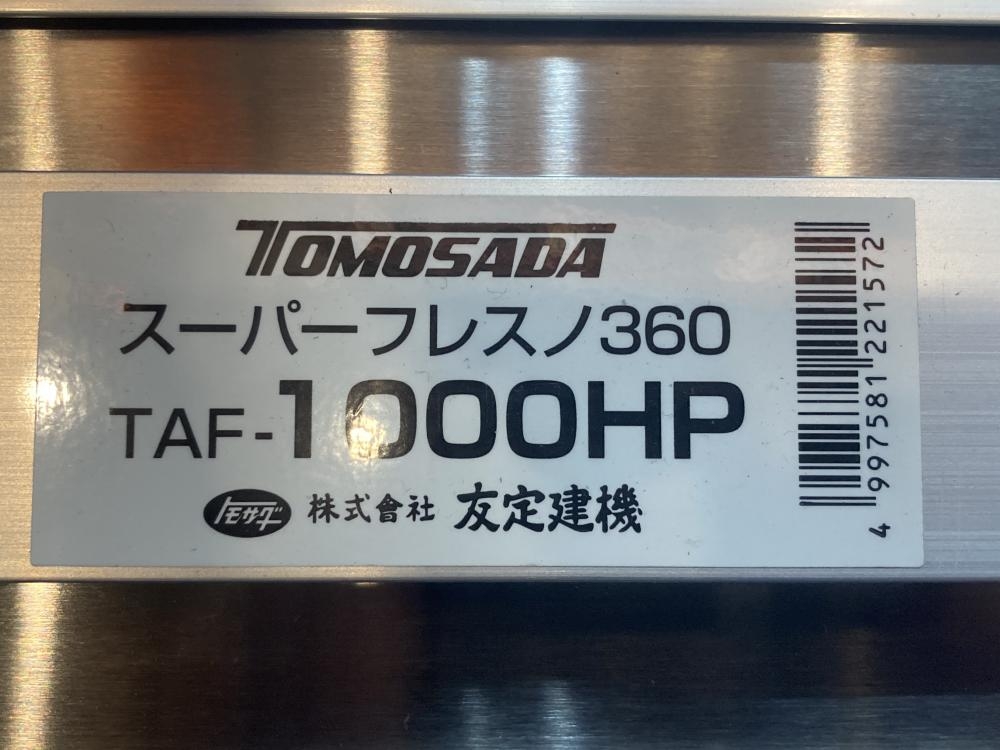 TOMOSADA
スーパーフレスノ360
TAF-1000HP
トモサダ 株式會社 友定建機
4 997581 221572